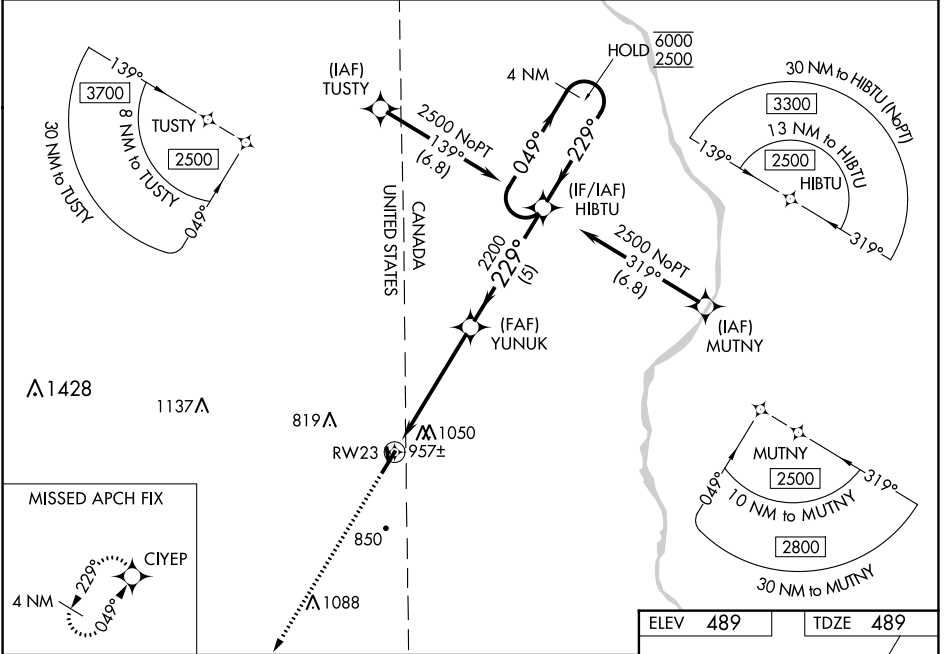 139°
3700
8 NM to TUSTY
TUSTY
2500
30 NM to TUSTY
049°
(IAF)
TUSTY
2500 NoPT
139°
(6.8)
HOLD
6000
2500
4 NM
049°
229°
(IF/IAF)
HIBTU
30 NM to HIBTU (NoPT)
3300
13 NM to HIBTU
139°
2500
HIBTU
319°
CANADA
UNITED STATES
2200
229°
(5)
2500 NoPT
319°
(6.8)
(IAF)
MUTNY
(FAF)
YUNUK
1428
1137
819
1050
RW23
957±
850
1088
MUTNY
2500
049°
319°
10 NM to MUTNY
2800
30 NM to MUTNY
MISSED APCH FIX
CIYEP
229°
4 NM
049°
ELEV 489
TDZE 489